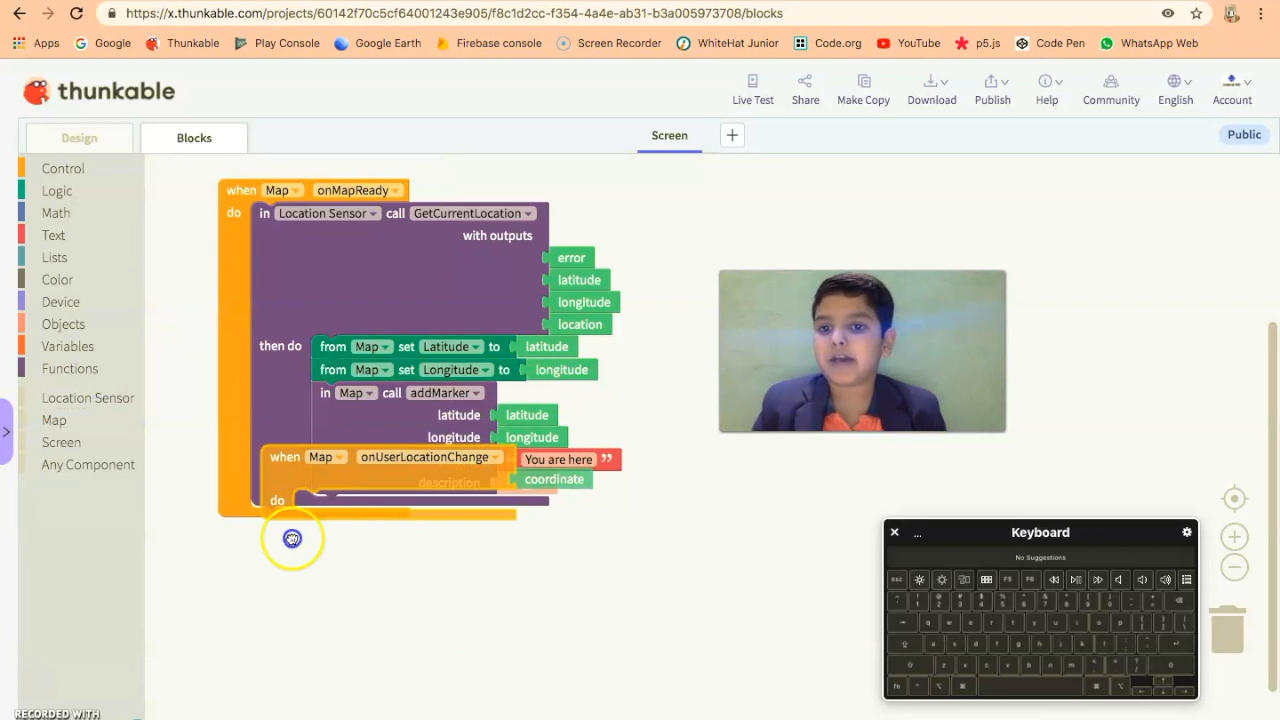 https://x.thunkable.com/projects/60142f70c5cf64001243e905/f8c1d2cc-f354-4a4e-ab31-b3a005973708/blocks
Apps Google Thunkable Play Console Google Earth Firebase console Screen Recorder WhiteHat Junior Code.org YouTube p5.js Code Pen WhatsApp Web
thunkable
Live Test Share Make Copy Download Publish Help Community English Account
Design Blocks Screen + Public
Control
Logic
Math
Text
Lists
Color
Device
Objects
Variables
Functions
Location Sensor
Map
Screen
Any Component
when Map onMapReady
do in Location Sensor call GetCurrentLocation
with outputs
error
latitude
longitude
location
then do from Map set Latitude to latitude
from Map set Longitude to longitude
in Map call addMarker
latitude latitude
longitude longitude
You are here ”
description
when Map onUserLocationChange
coordinate
do
... Keyboard
No Suggestions
esc F5 F6
q w e r t y u i o p
a s d f g h j k l
z x c v b n m
fn
RECORDED WITH